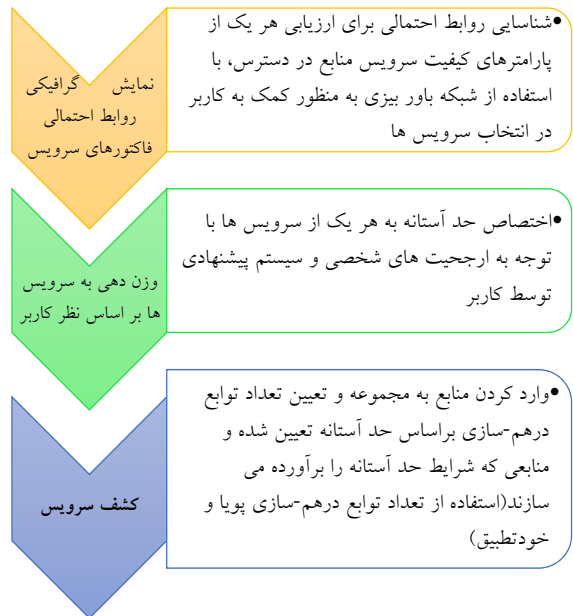 •شناسایی روابط احتمالی برای ارزیابی هر یک از
پارامترهای کیفیت سرویس منابع در دسترس، با
استفاده از شبکه باور بیزی به منظور کمک به کاربر
در انتخاب سرویس ها
نمایش گرافیکی
روابط احتمالی
فاکتورهای سرویس
•اختصاص حد آستانه به هر یک از سرویس ها با
توجه به ارجحیت های شخصی و سیستم پیشنهادی
توسط کاربر
وزن دهی به سرویس
ها بر اساس نظر کاربر
•وارد کردن منابع به مجموعه و تعیین تعداد توابع
درهم-سازی براساس حد آستانه تعیین شده و
منابعی که شرایط حد آستانه را برآورده می
سازند(استفاده از تعداد توابع درهم-سازی پویا و
خودتطبیق)
کشف سرویس